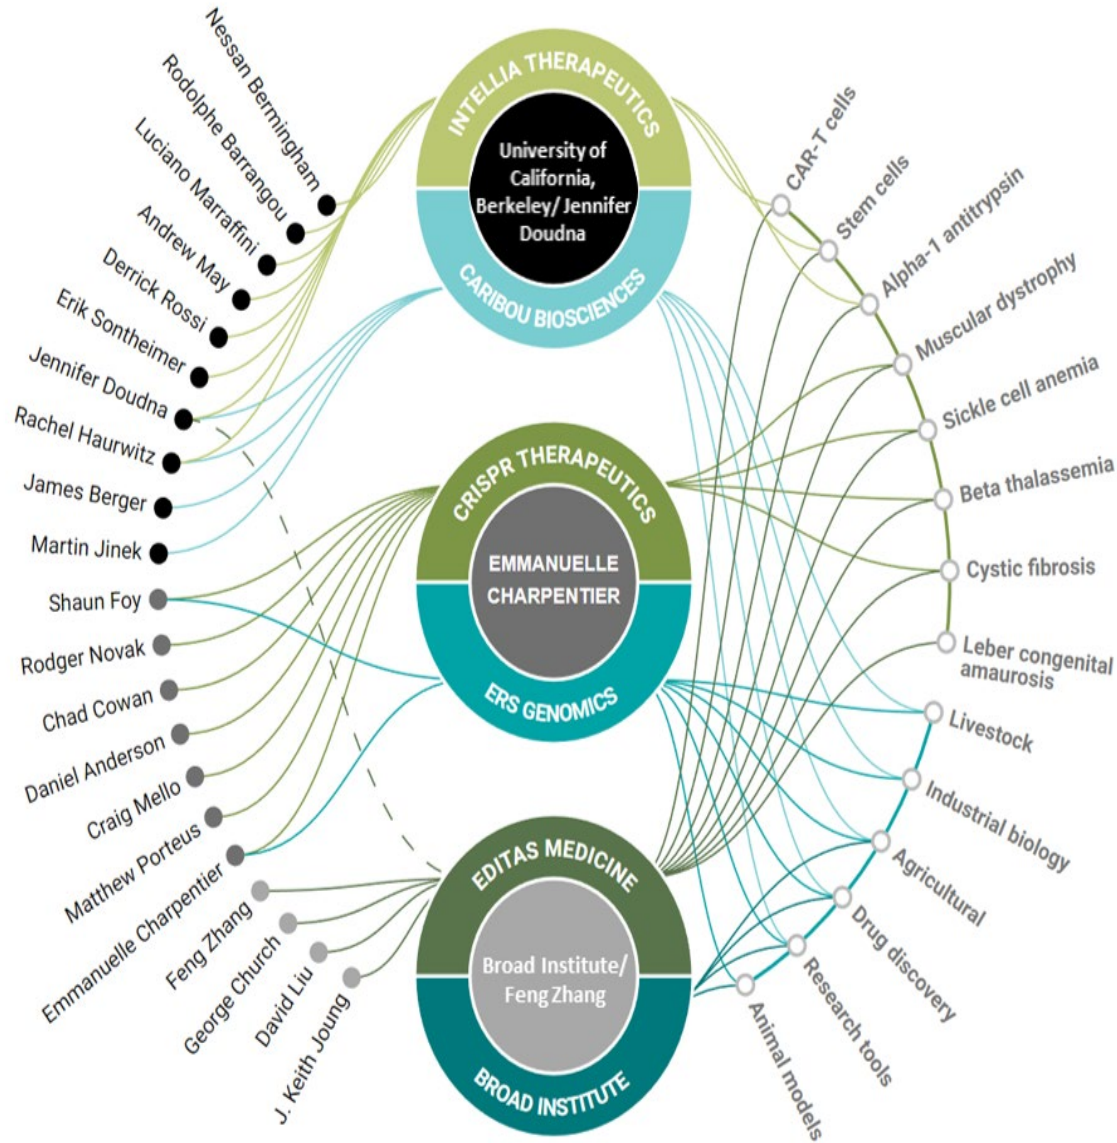 Nessan Bermingham
Rodolphe Barrangou
Luciano Marraffini
Andrew May
Derrick Rossi
Erik Sontheimer
Jennifer Doudna
Rachel Haurwitz
James Berger
Martin Jinek
Shaun Foy
Rodger Novak
Chad Cowan
Daniel Anderson
Craig Mello
Matthew Porteus
Emmanuelle Charpentier
Feng Zhang
George Church
David Liu
J. Keith Joung
INTELLIA THERAPEUTICS
University of
California,
Berkeley/ Jennifer
Doudna
CARIBOU BIOSCIENCES
CRISPR THERAPEUTICS
EMMANUELLE
CHARPENTIER
ERS GENOMICS
EDITAS MEDICINE
Broad Institute/
Feng Zhang
BROAD INSTITUTE
CAR-T cells
Stem cells
Alpha-1 antitrypsin
Muscular dystrophy
Sickle cell anemia
Beta thalassemia
Cystic fibrosis
Leber congenital
amaurosis
Livestock
Industrial biology
Agricultural
Drug discovery
Research tools
Animal models